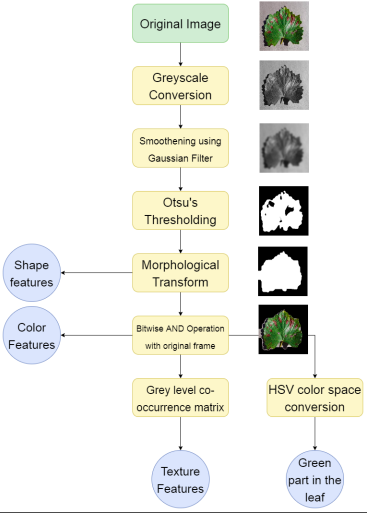 Original Image
Greyscale
Conversion
Smoothening using
Gaussian Filter
Otsu's
Thresholding
Shape
features
Morphological
Transform
Color
Features
Bitwise AND Operation
with original frame
Grey level co-
occurrence matrix
HSV color space
conversion
Texture
Features
Green
part in the
leaf